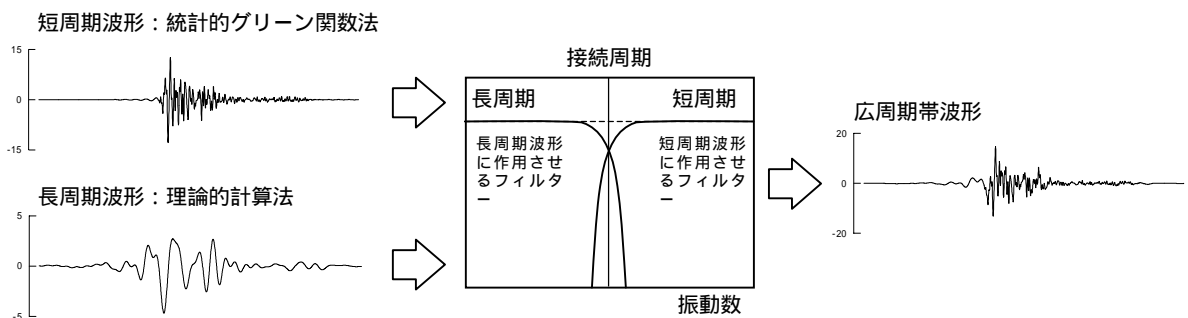 短周期波形：統計的グリーン関数法
15
0
-15
長周期波形：理論的計算法
5
0
-5
接続周期
長周期
短周期
長周期波形
に作用させ
るフィルタ
ー
短周期波形
に作用させ
るフィルタ
ー
振動数
広周期帯波形
20
0
-20